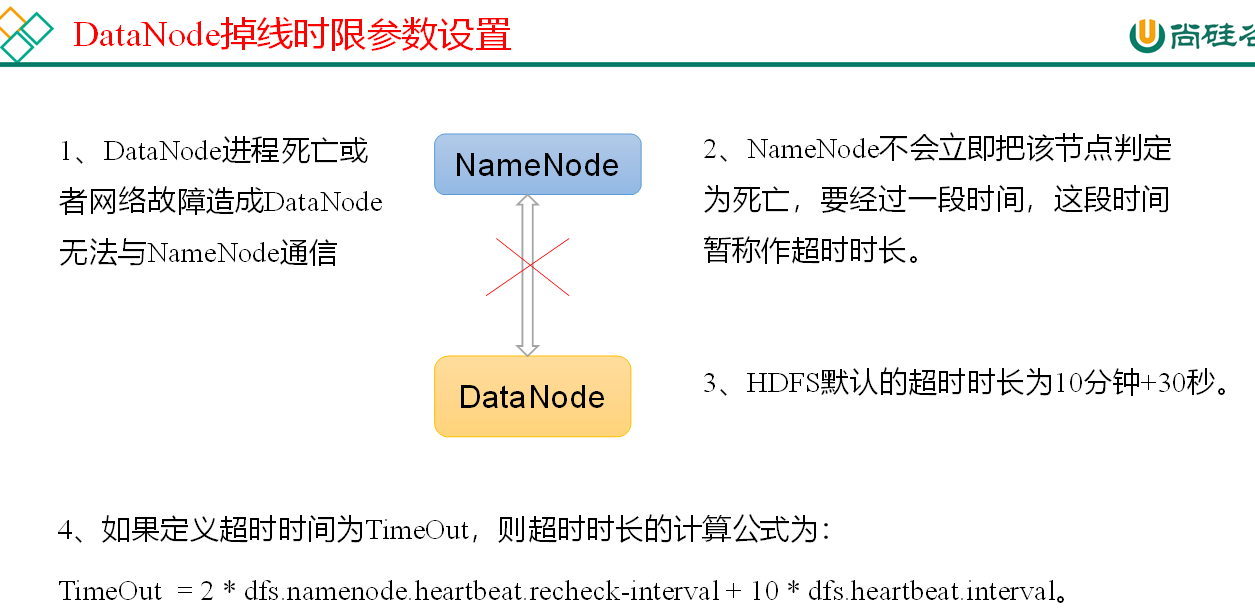 DataNode掉线时限参数设置
尚硅谷
1、DataNode进程死亡或
者网络故障造成DataNode
无法与NameNode通信
NameNode
DataNode
2、NameNode不会立即把该节点判定
为死亡，要经过一段时间，这段时间
暂称作超时时长。
3、HDFS默认的超时时长为10分钟+30秒。
4、如果定义超时时间为TimeOut，则超时时长的计算公式为：
TimeOut = 2 * dfs.namenode.heartbeat.recheck-interval + 10 * dfs.heartbeat.interval。